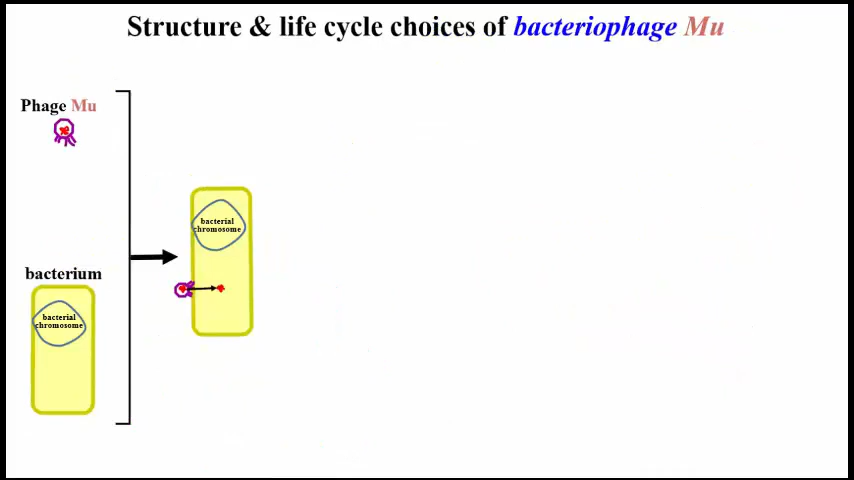 Structure & life cycle choices of bacteriophage Mu
Phage Mu
bacterial
chromosome
bacterium
bacterial
chromosome